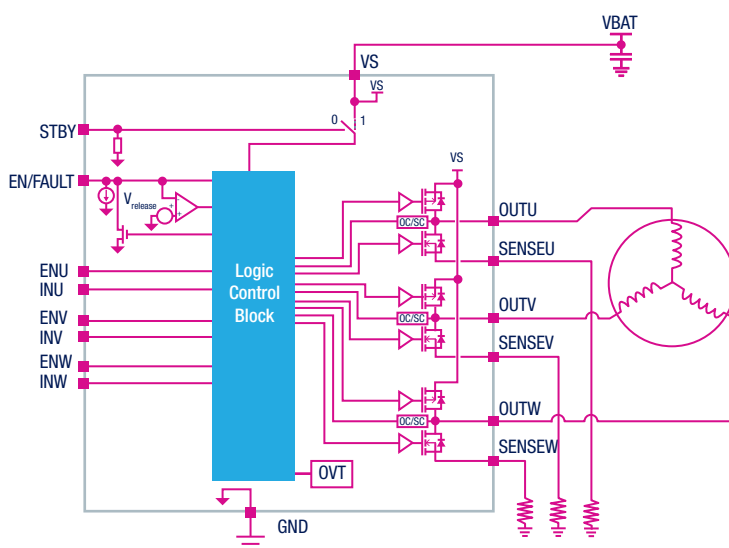 VBAT
VS
VS
0 1
STBY
VS
EN/FAULT
Vrelease
- 
+
+
OUTU
OC/SC
SENSEU
ENU
INU
Logic
Control
Block
OUTV
OC/SC
ENV
INV
SENSEV
ENW
INW
OUTW
OC/SC
SENSEW
OVT
GND